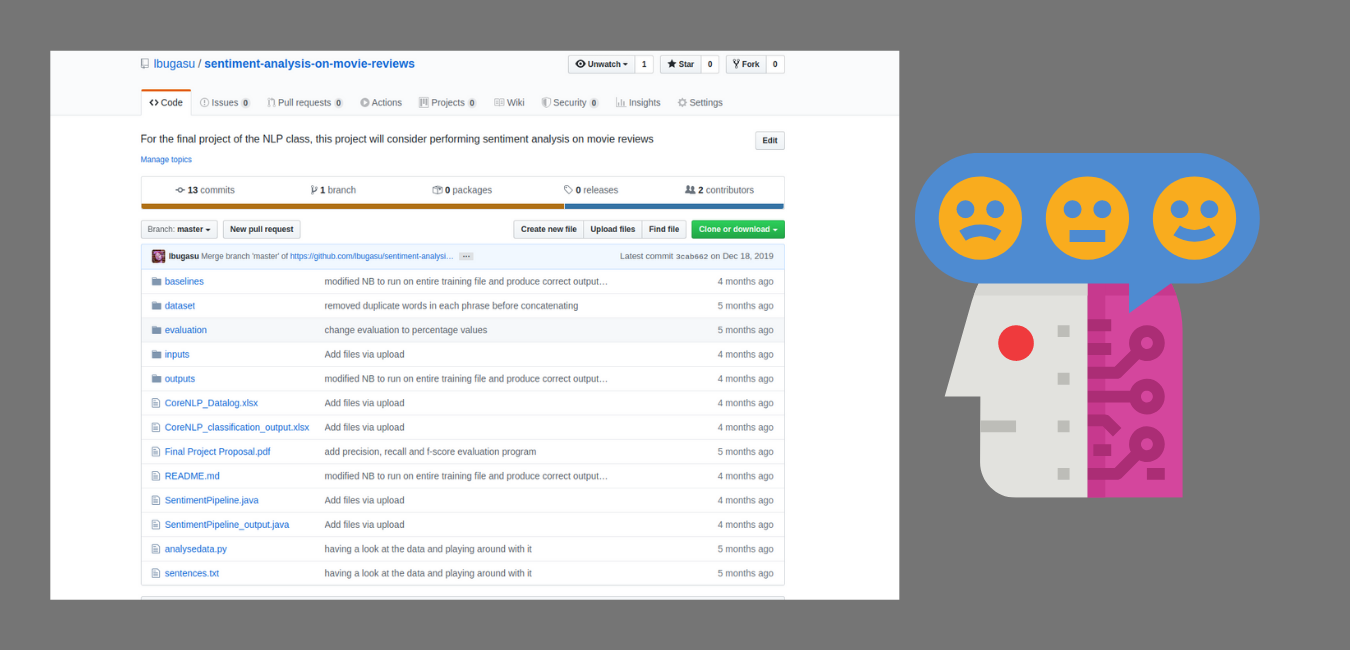 lbugasu / sentiment-analysis-on-movie-reviews
Unwatch 1 Star 0 Fork 0
Code Issues 0 Pull requests 0 Actions Projects 0 Wiki Security 0 Insights Settings
For the final project of the NLP class, this project will consider performing sentiment analysis on movie reviews Edit
Manage topics
13 commits 1 branch 0 packages 0 releases 2 contributors
Branch: master New pull request Create new file Upload files Find file Clone or download
lbugasu Merge branch 'master' of https://github.com/lbugasu/sentiment-analysi… ... Latest commit 3cab662 on Dec 18, 2019
baselines modified NB to run on entire training file and produce correct output… 4 months ago
dataset removed duplicate words in each phrase before concatenating 5 months ago
evaluation change evaluation to percentage values 5 months ago
inputs Add files via upload 4 months ago
outputs modified NB to run on entire training file and produce correct output… 4 months ago
CoreNLP_Datalog.xlsx Add files via upload 4 months ago
CoreNLP_classification_output.xlsx Add files via upload 4 months ago
Final Project Proposal.pdf add precision, recall and f-score evaluation program 5 months ago
README.md modified NB to run on entire training file and produce correct output… 4 months ago
SentimentPipeline.java Add files via upload 4 months ago
SentimentPipeline_output.java Add files via upload 4 months ago
analysedata.py having a look at the data and playing around with it 5 months ago
sentences.txt having a look at the data and playing around with it 5 months ago